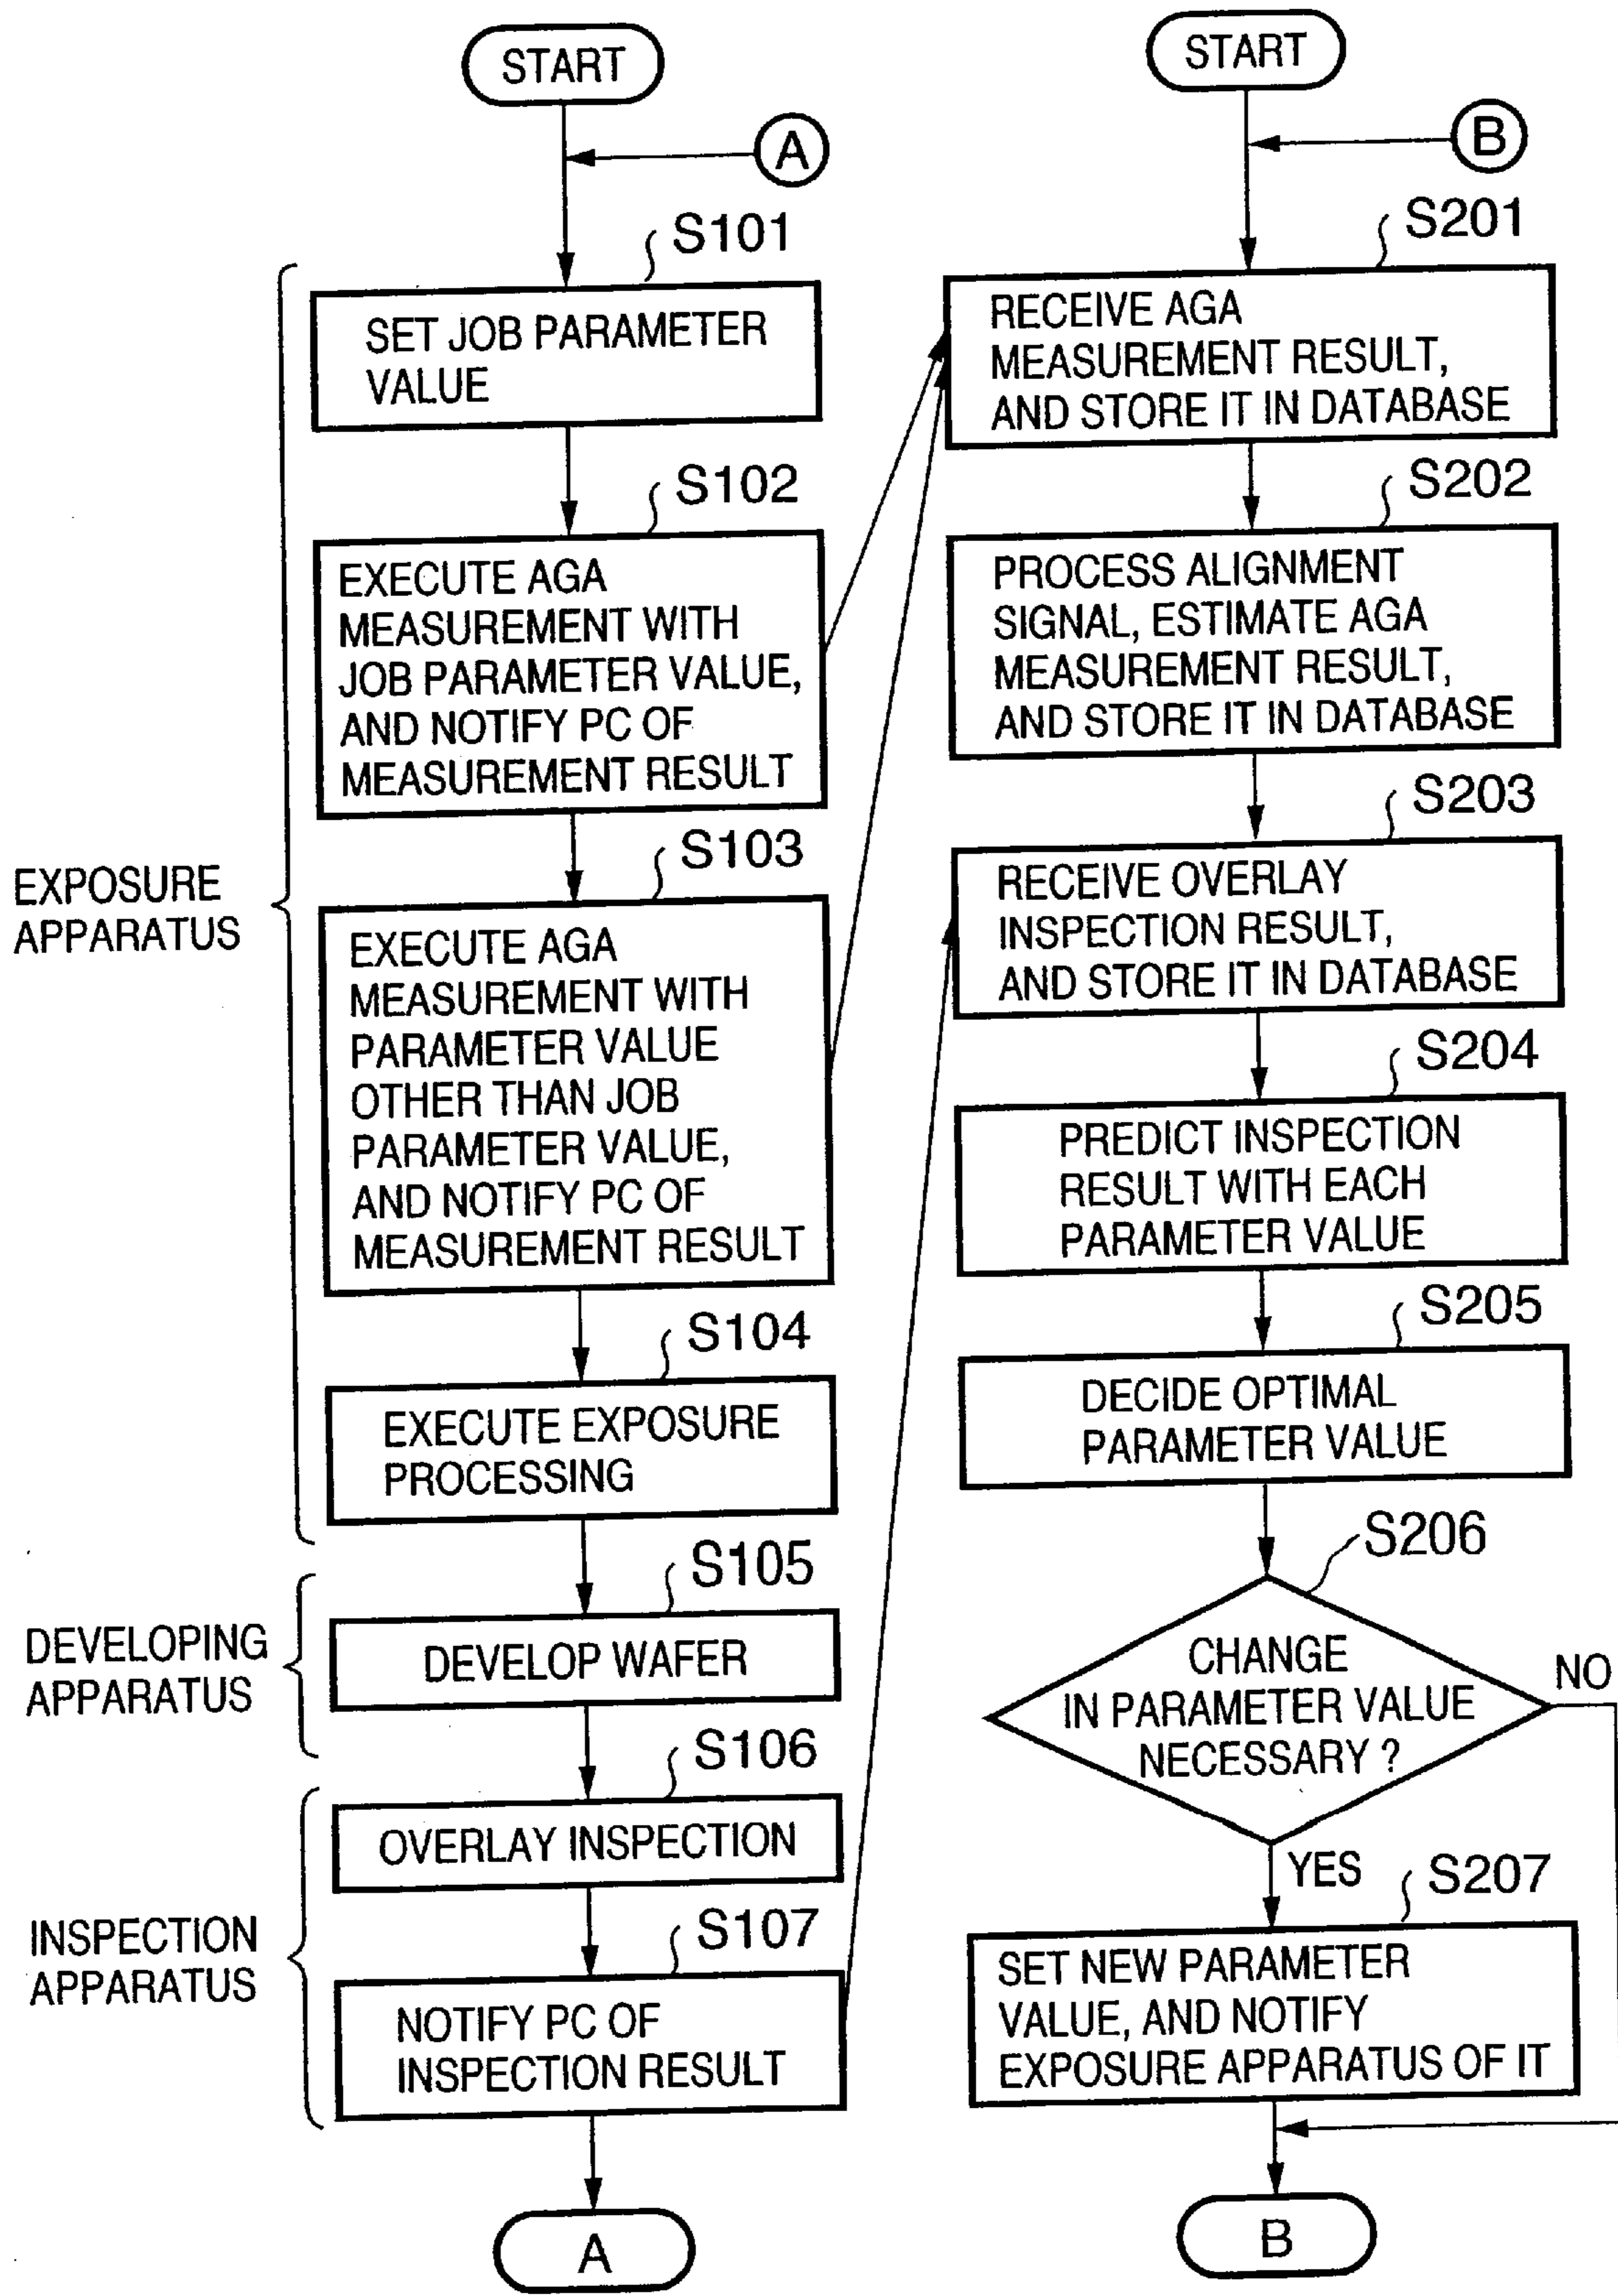 START
A
S101
SET JOB PARAMETER
VALUE
S102
EXECUTE AGA
MEASUREMENT WITH
JOB PARAMETER VALUE,
AND NOTIFY PC OF
MEASUREMENT RESULT
S103
EXPOSURE
APPARATUS
EXECUTE AGA
MEASUREMENT WITH
PARAMETER VALUE
OTHER THAN JOB
PARAMETER VALUE,
AND NOTIFY PC OF
MEASUREMENT RESULT
S104
EXECUTE EXPOSURE
PROCESSING
S105
DEVELOPING
APPARATUS
DEVELOP WAFER
S106
OVERLAY INSPECTION
INSPECTION
APPARATUS
S107
NOTIFY PC OF
INSPECTION RESULT
A
START
B
S201
RECEIVE AGA
MEASUREMENT RESULT,
AND STORE IT IN DATABASE
S202
PROCESS ALIGNMENT
SIGNAL, ESTIMATE AGA
MEASUREMENT RESULT,
AND STORE IT IN DATABASE
S203
RECEIVE OVERLAY
INSPECTION RESULT,
AND STORE IT IN DATABASE
S204
PREDICT INSPECTION
RESULT WITH EACH
PARAMETER VALUE
S205
DECIDE OPTIMAL
PARAMETER VALUE
S206
CHANGE
IN PARAMETER VALUE
NECESSARY ?
NO
YES
S207
SET NEW PARAMETER
VALUE, AND NOTIFY
EXPOSURE APPARATUS OF IT
B